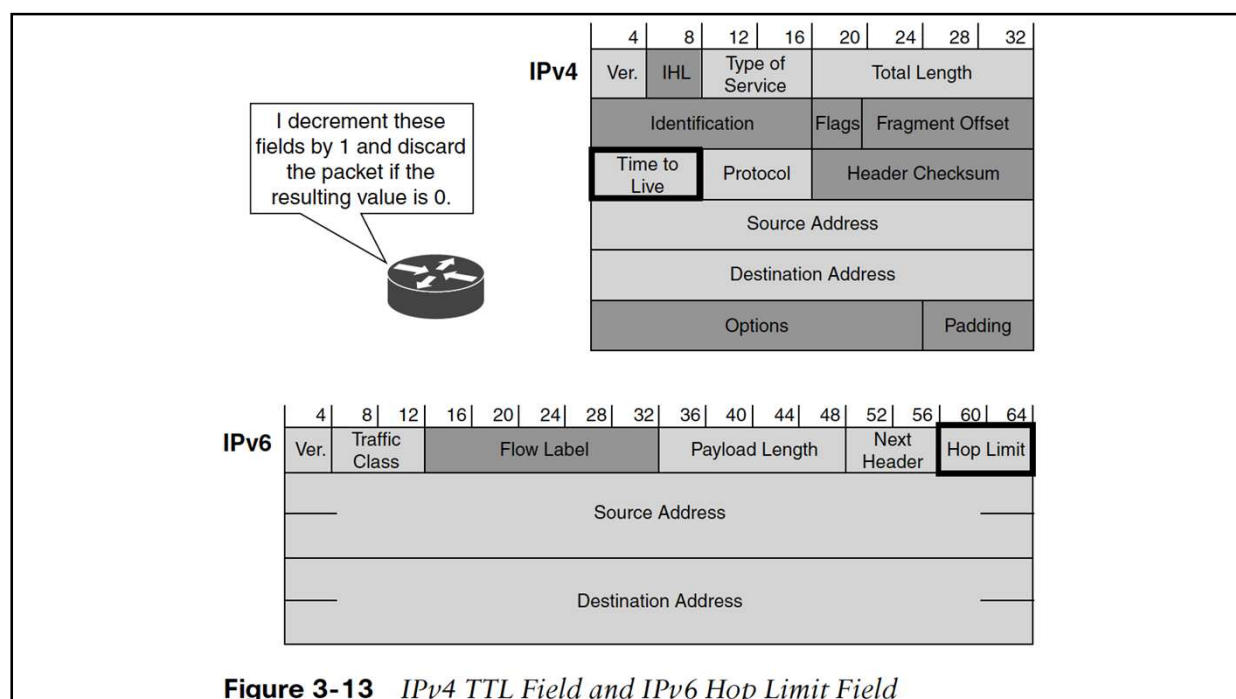 4 8 12 16 20 24 28 32
IPv4 Ver. IHL Type of Service Total Length
Identification Flags Fragment Offset
Time to Live Protocol Header Checksum
Source Address
Destination Address
Options Padding
I decrement these
fields by 1 and discard
the packet if the
resulting value is 0.
4 8 12 16 20 24 28 32 36 40 44 48 52 56 60 64
IPv6 Ver. Traffic Class Flow Label Payload Length Next Header Hop Limit
Source Address
Destination Address
Figure 3-13 IPv4 TTL Field and IPv6 Hop Limit Field